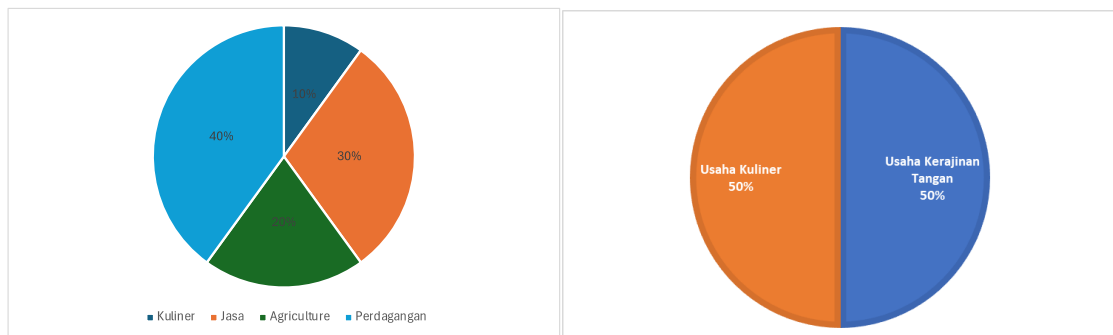 10%
30%
20%
40%
Kuliner Jasa Agriculture Perdagangan
Usaha Kuliner
50%
Usaha Kerajinan
Tangan
50%